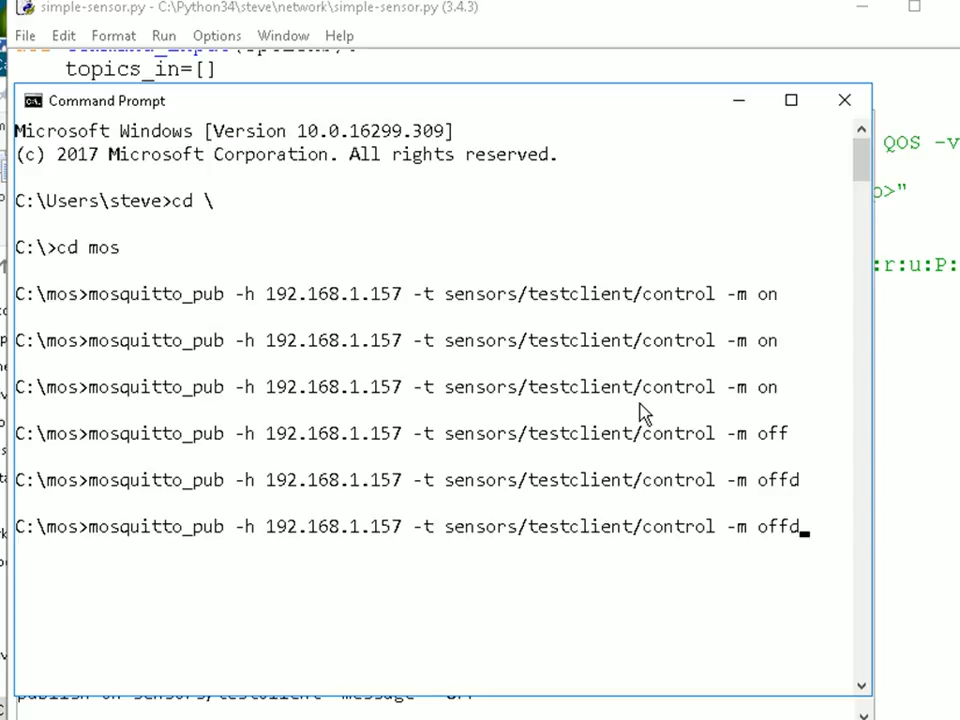 simple-sensor.py - C:\Python34\steve\network\simple-sensor.py (3.4.3)
File Edit Format Run Options Window Help
topics_in=[]
Command Prompt
Microsoft Windows [Version 10.0.16299.309]
(c) 2017 Microsoft Corporation. All rights reserved.
QOS -v
C:\Users\steve>cd \
o>"
C:\>cd mos
:r:u:P:
C:\mos>mosquitto_pub -h 192.168.1.157 -t sensors/testclient/control -m on
C:\mos>mosquitto_pub -h 192.168.1.157 -t sensors/testclient/control -m on
C:\mos>mosquitto_pub -h 192.168.1.157 -t sensors/testclient/control -m on
C:\mos>mosquitto_pub -h 192.168.1.157 -t sensors/testclient/control -m off
C:\mos>mosquitto_pub -h 192.168.1.157 -t sensors/testclient/control -m offd
C:\mos>mosquitto_pub -h 192.168.1.157 -t sensors/testclient/control -m offd